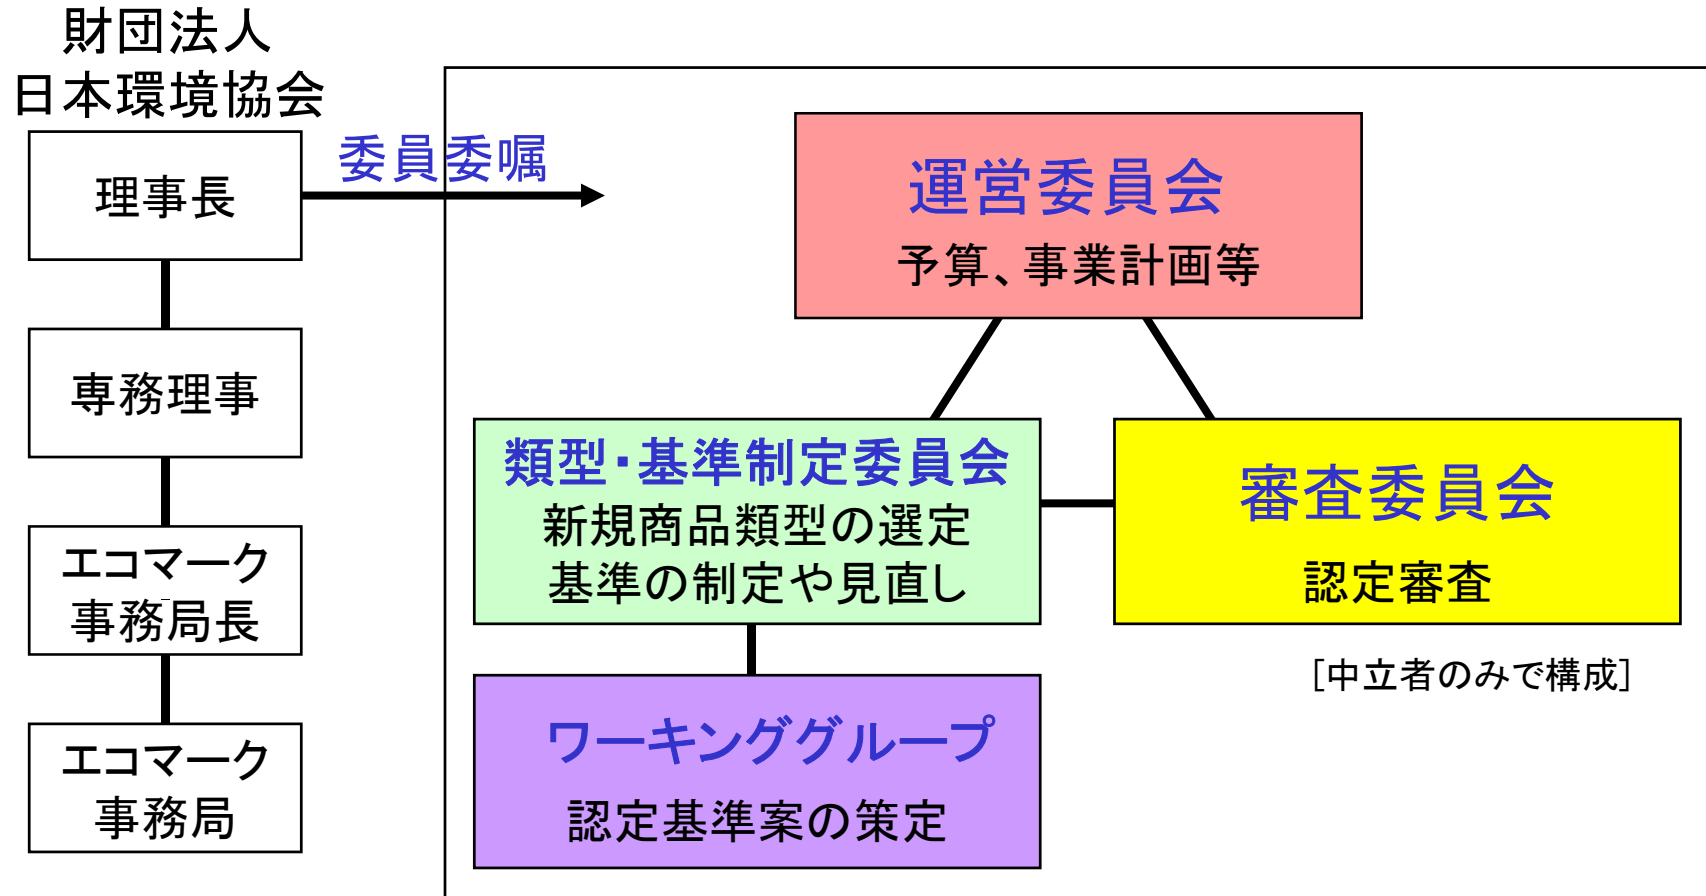 財団法人
日本環境協会
理事長
専務理事
エコマーク
事務局長
エコマーク
事務局
委員委嘱
運営委員会
予算、事業計画等
類型・基準制定委員会
新規商品類型の選定
基準の制定や見直し
審査委員会
認定審査
[中立者のみで構成]
ワーキンググループ
認定基準案の策定